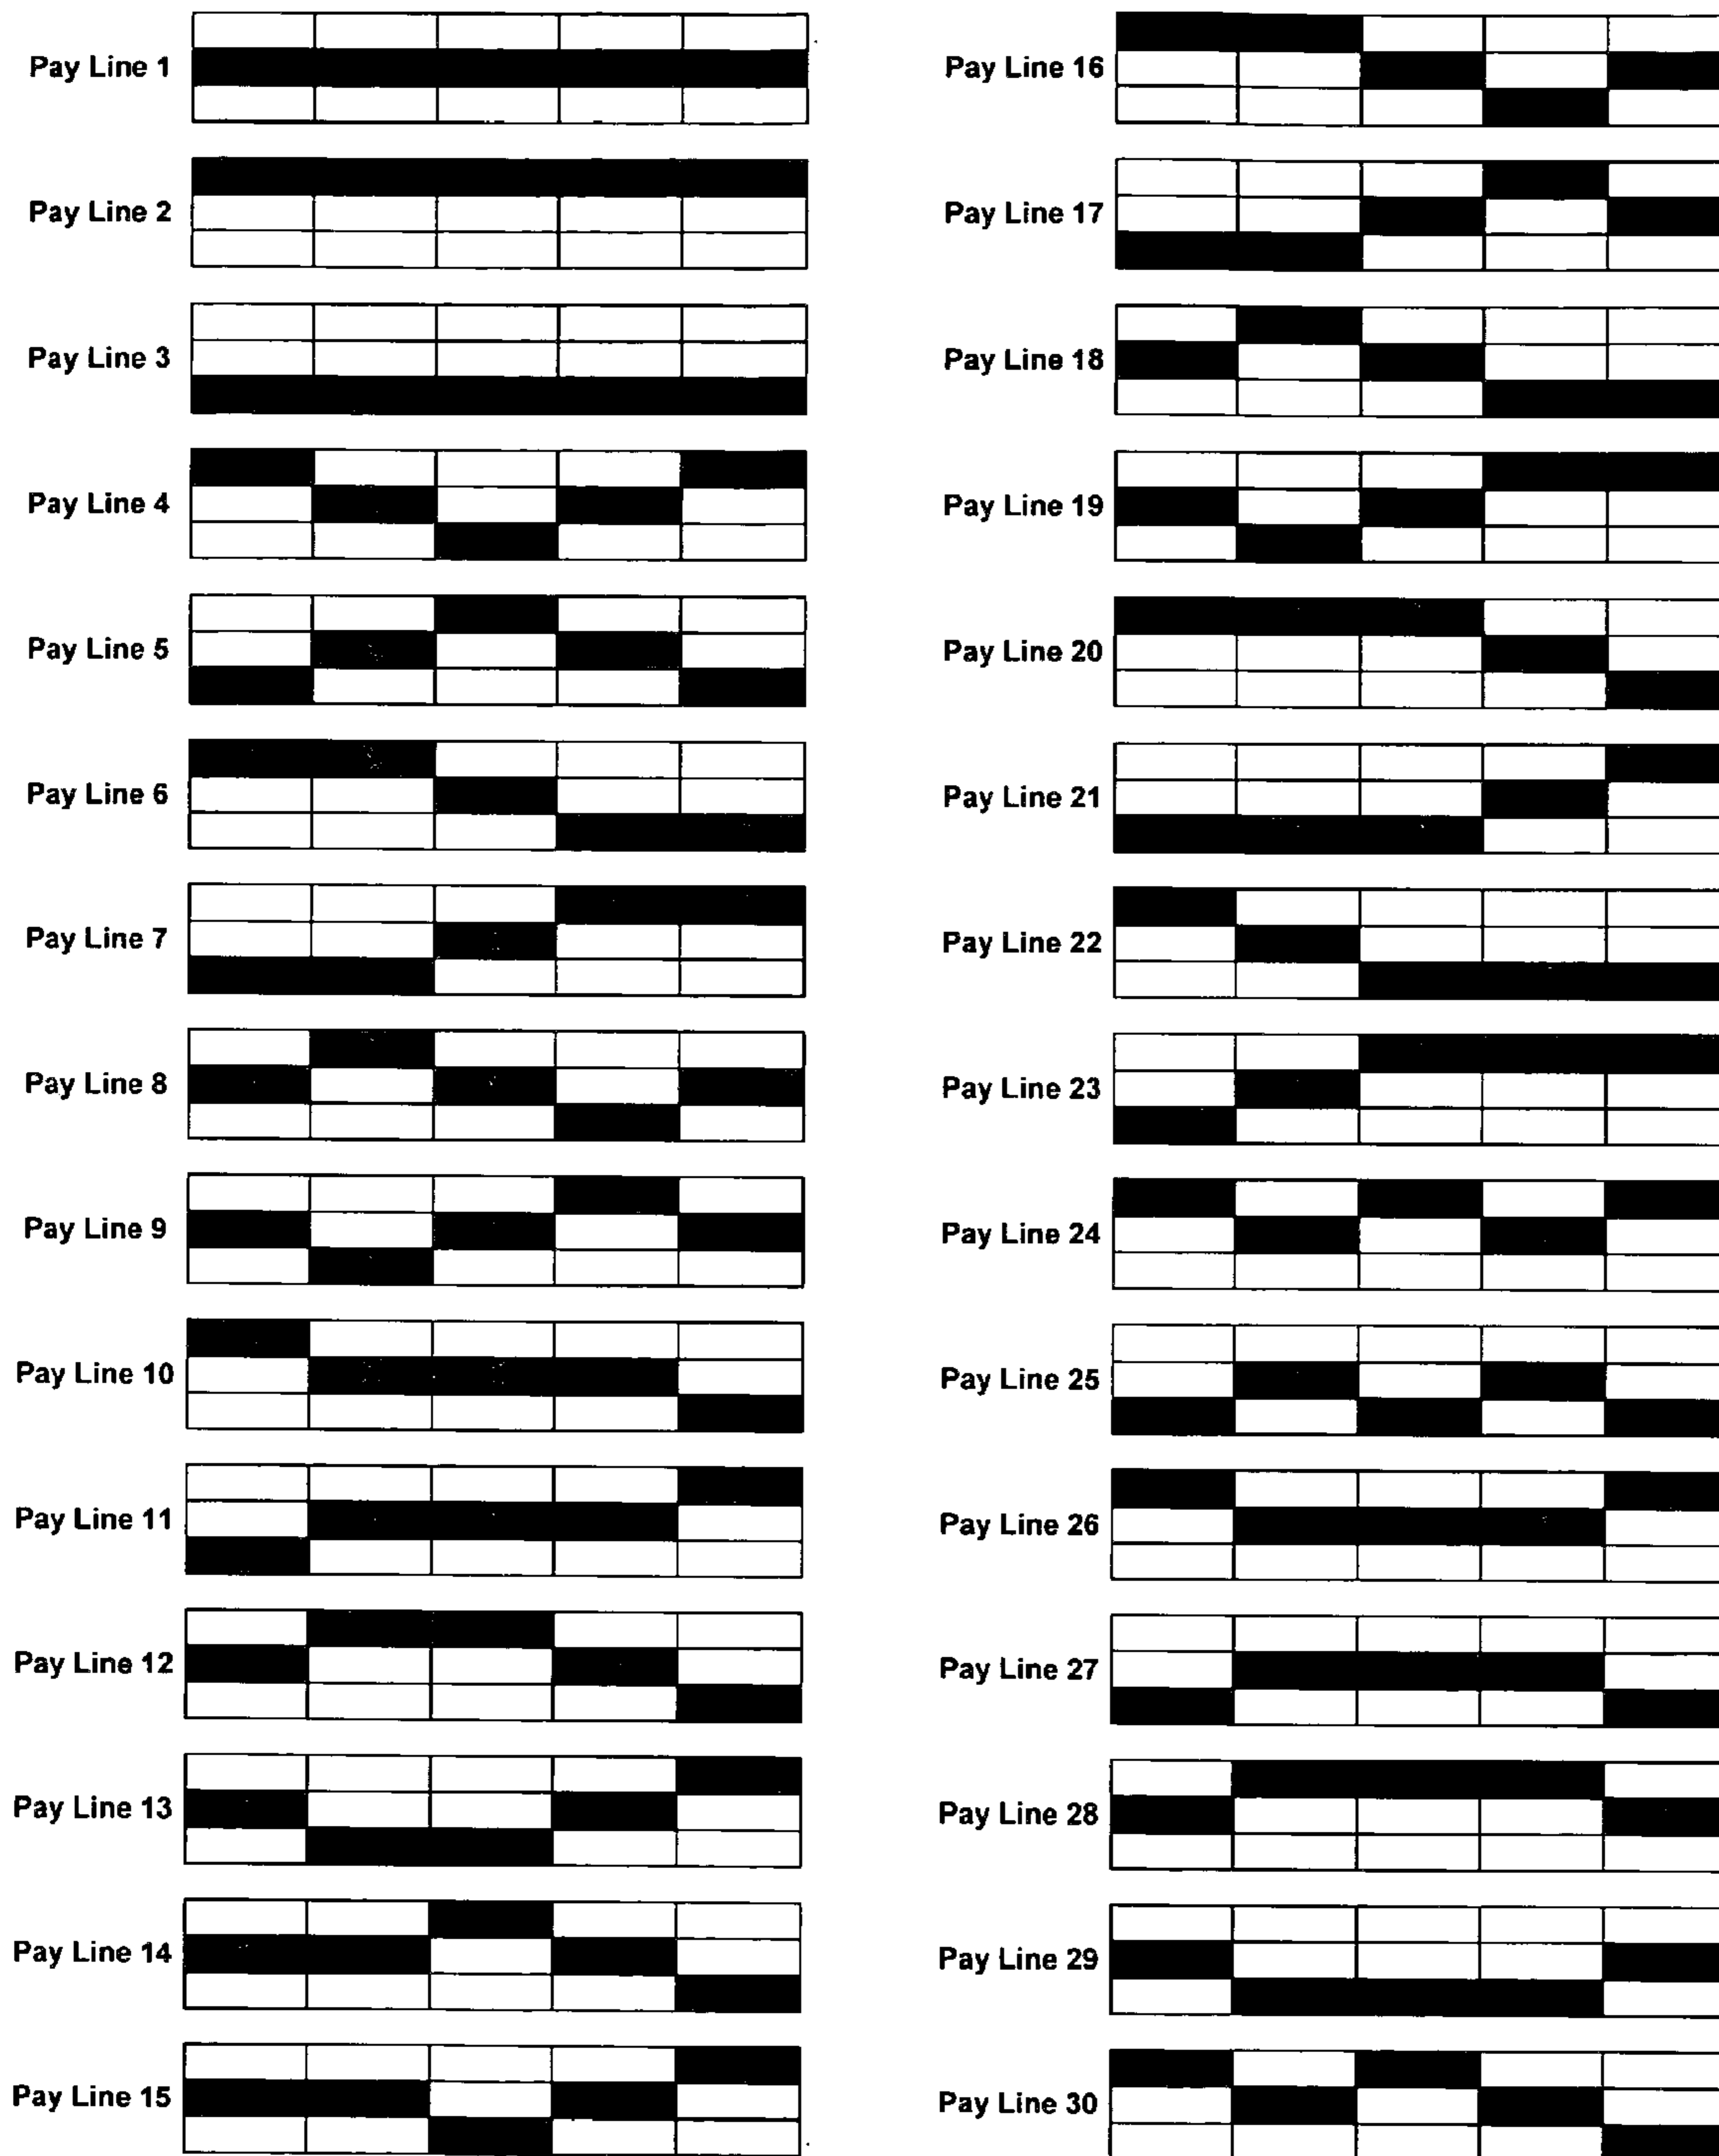 Pay Line 1
Pay Line 2
Pay Line 3
Pay Line 4
Pay Line 5
Pay Line 6
Pay Line 7
Pay Line 8
Pay Line 9
Pay Line 10
Pay Line 11
Pay Line 12
Pay Line 13
Pay Line 14
Pay Line 15
Pay Line 16
Pay Line 17
Pay Line 18
Pay Line 19
Pay Line 20
Pay Line 21
Pay Line 22
Pay Line 23
Pay Line 24
Pay Line 25
Pay Line 26
Pay Line 27
Pay Line 28
Pay Line 29
Pay Line 30